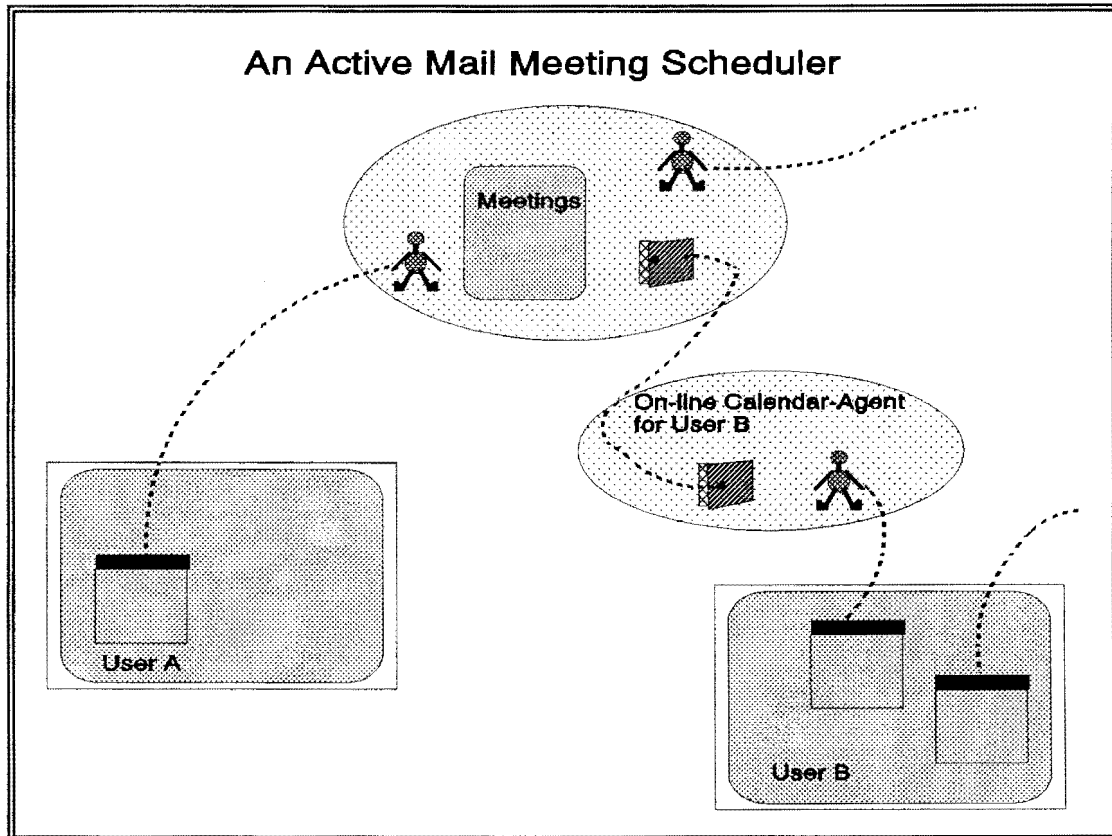 An Active Mail Meeting Scheduler
Meetings
On-line Calendar-Agent
for User B
User A
User B